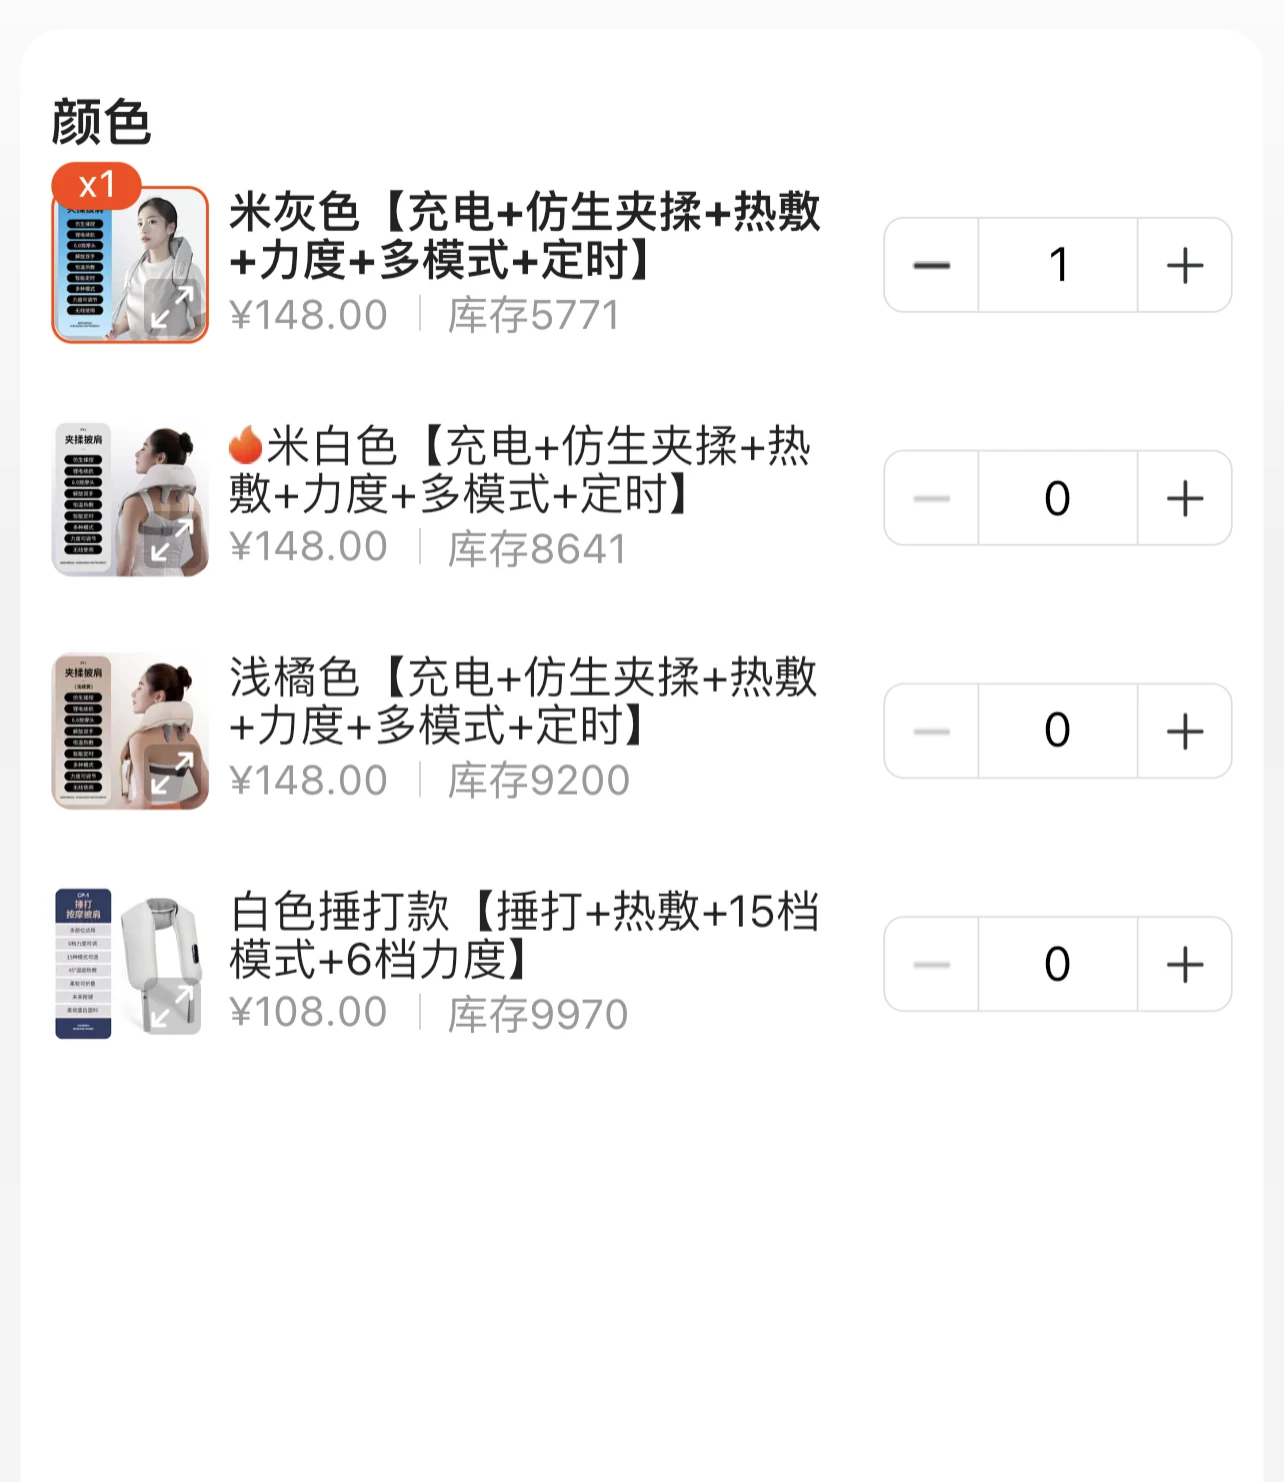 颜色
x1
米灰色【充电+仿生夹揉+热敷
+力度+多模式+定时】
¥148.00 库存5771
1
夹揉披肩
🔥米白色【充电+仿生夹揉+热
敷+力度+多模式+定时】
¥148.00 库存8641
0
夹揉披肩
浅橘色【充电+仿生夹揉+热敷
+力度+多模式+定时】
¥148.00 库存9200
0
捶打
按摩披肩
白色捶打款【捶打+热敷+15档
模式+6档力度】
¥108.00 库存9970
0